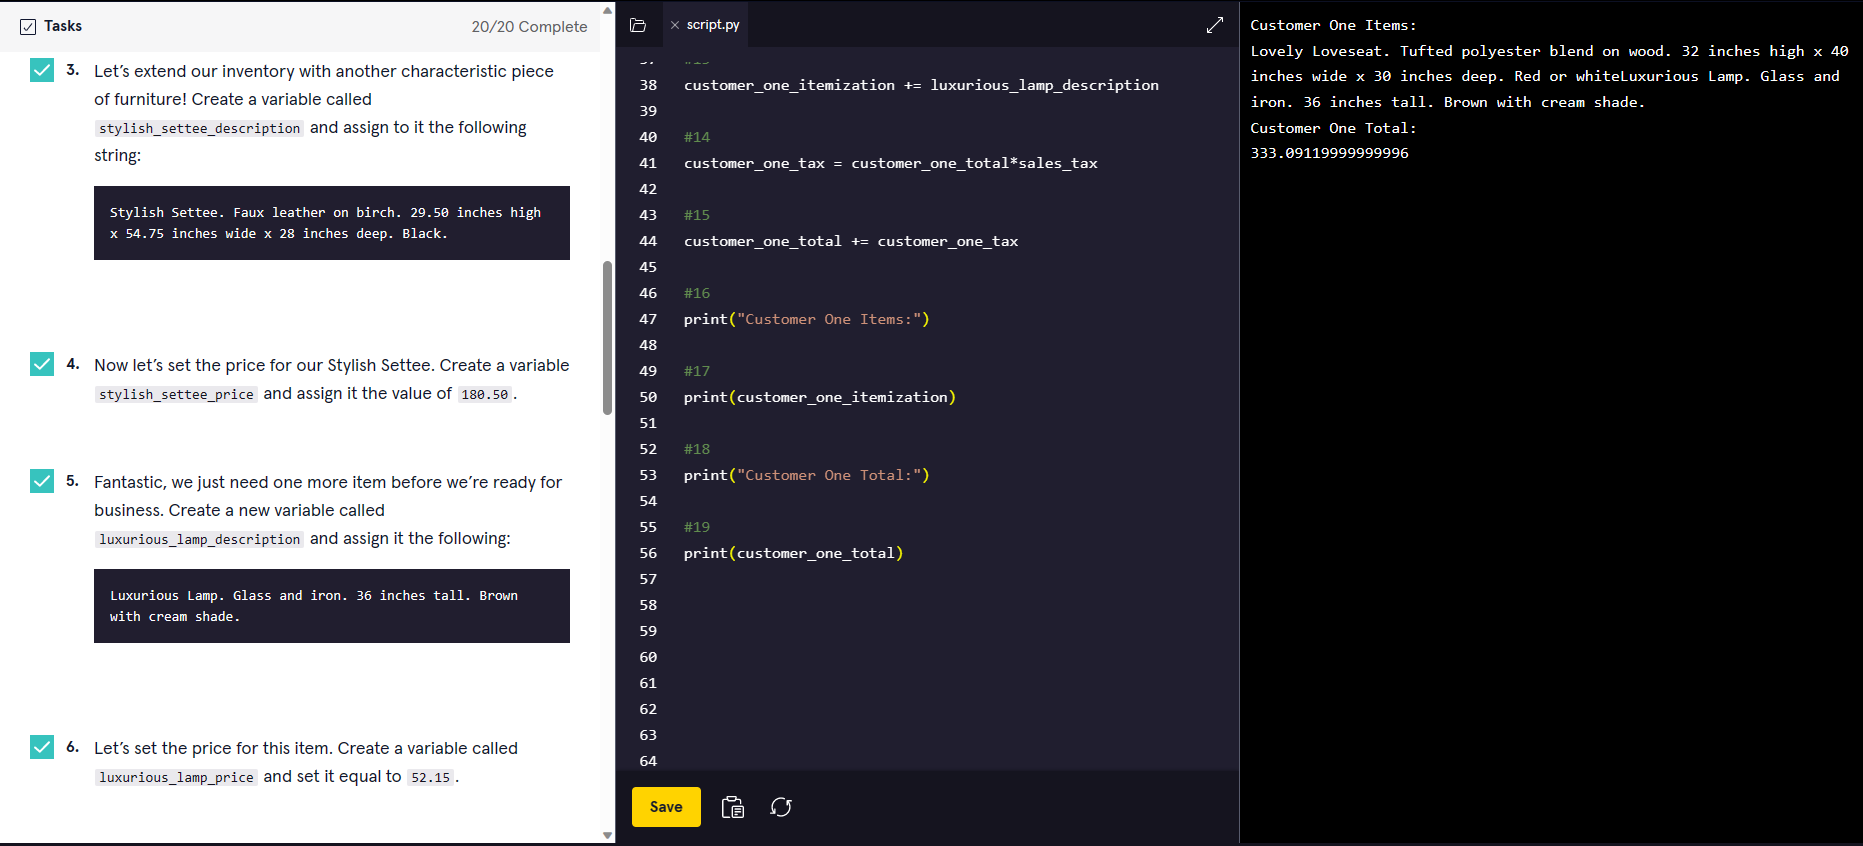 Tasks
20/20 Complete
3. Let's extend our inventory with another characteristic piece
of furniture! Create a variable called
stylish_settee_description and assign to it the following
string:
Stylish Settee. Faux leather on birch. 29.50 inches high
x 54.75 inches wide x 28 inches deep. Black.
4. Now let's set the price for our Stylish Settee. Create a variable
stylish_settee_price and assign it the value of 180.50.
5. Fantastic, we just need one more item before we're ready for
business. Create a new variable called
luxurious_lamp_description and assign it the following:
Luxurious Lamp. Glass and iron. 36 inches tall. Brown
with cream shade.
6. Let's set the price for this item. Create a variable called
luxurious_lamp_price and set it equal to 52.15.
script.py
38 customer_one_itemization += luxurious_lamp_description
39
40 #14
41 customer_one_tax = customer_one_total*sales_tax
42
43 #15
44 customer_one_total += customer_one_tax
45
46 #16
47 print("Customer One Items:")
48
49 #17
50 print(customer_one_itemization)
51
52 #18
53 print("Customer One Total:")
54
55 #19
56 print(customer_one_total)
57
58
59
60
61
62
63
64
Save
Customer One Items:
Lovely Loveseat. Tufted polyester blend on wood. 32 inches high x 40
inches wide x 30 inches deep. Red or whiteLuxurious Lamp. Glass and
iron. 36 inches tall. Brown with cream shade.
Customer One Total:
333.09119999999996